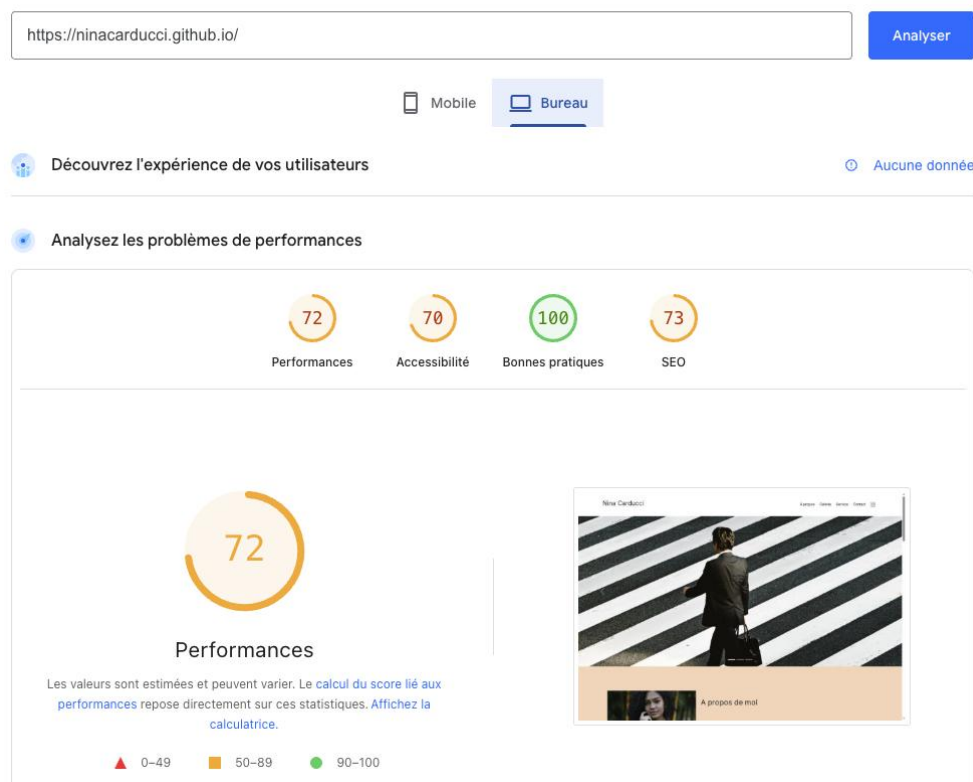 https://ninacarducci.github.io/
Analyser
Mobile
Bureau
Découvrez l'expérience de vos utilisateurs
Aucune donnée
Analysez les problèmes de performances
72
70
100
73
Performances
Accessibilité
Bonnes pratiques
SEO
72
Nina Carducci
A propos de moi
Performances
Les valeurs sont estimées et peuvent varier. Le calcul du score lié aux
performances repose directement sur ces statistiques. Affichez la
calculatrice.
0–49
50–89
90–100